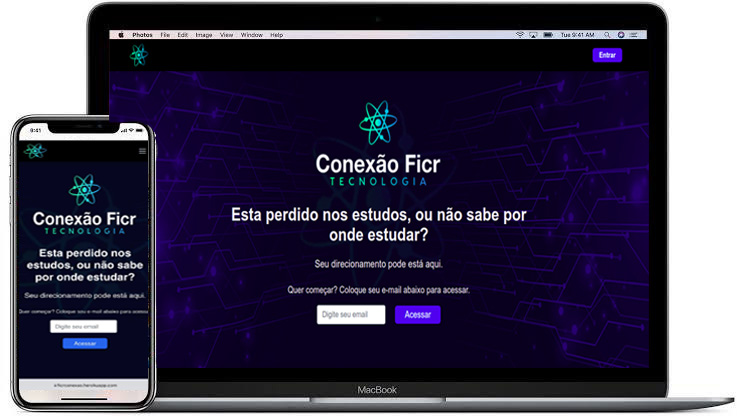 Photos File Edit Image View Window Help Tue 9:41 AM
Entrar
Conexão Ficr
TECNOLOGIA
Esta perdido nos estudos, ou não sabe por
onde estudar?
Seu direcionamento pode está aqui.
Quer começar? Coloque seu e-mail abaixo para acessar.
Digite seu email Acessar
MacBook
9:41
Conexão Ficr
TECNOLOGIA
Esta perdido nos
estudos, ou não sabe
por onde estudar?
Seu direcionamento pode está aqui.
Quer começar? Coloque seu e-mail abaixo para acessar.
Digite seu email
Acessar